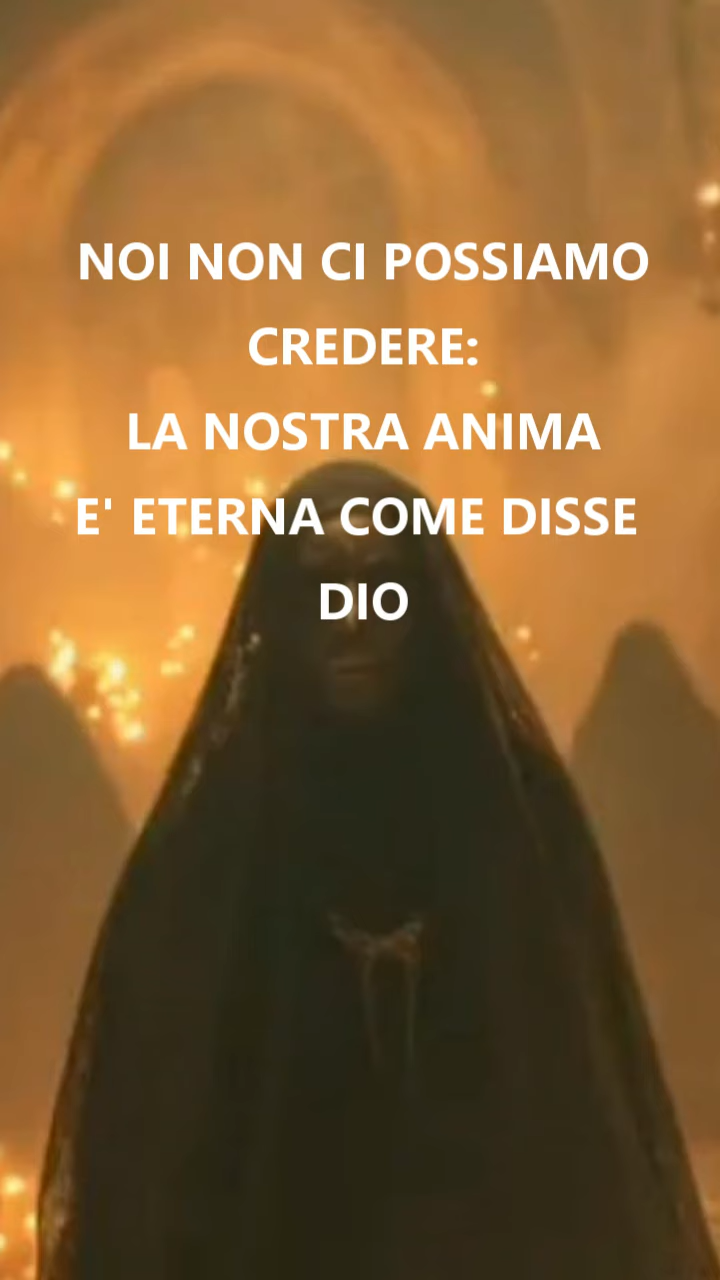 NOI NON CI POSSIAMO
CREDERE:
LA NOSTRA ANIMA
E' ETERNA COME DISSE
DIO